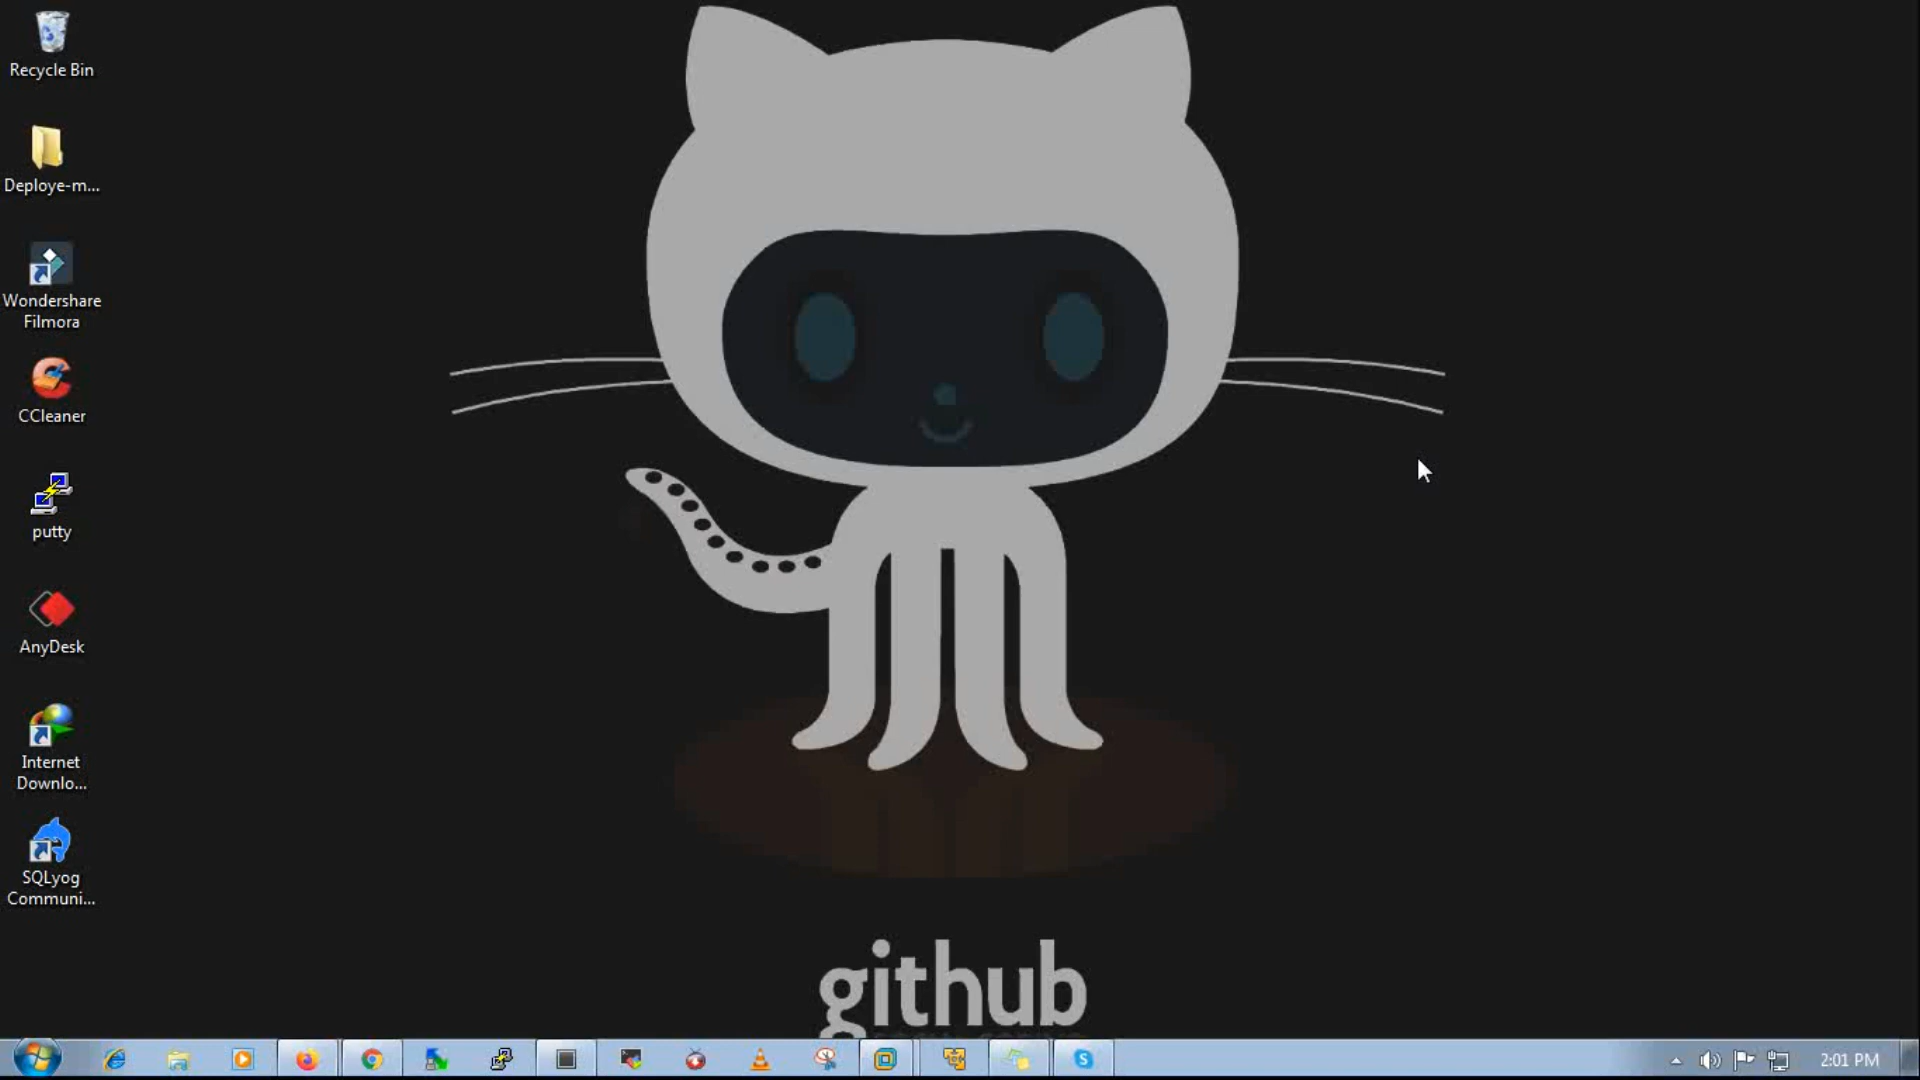 Recycle Bin
Deploye-m...
Wondershare
Filmora
CCleaner
putty
AnyDesk
Internet
Downlo...
SQLyog
Communi...
github
2:01 PM